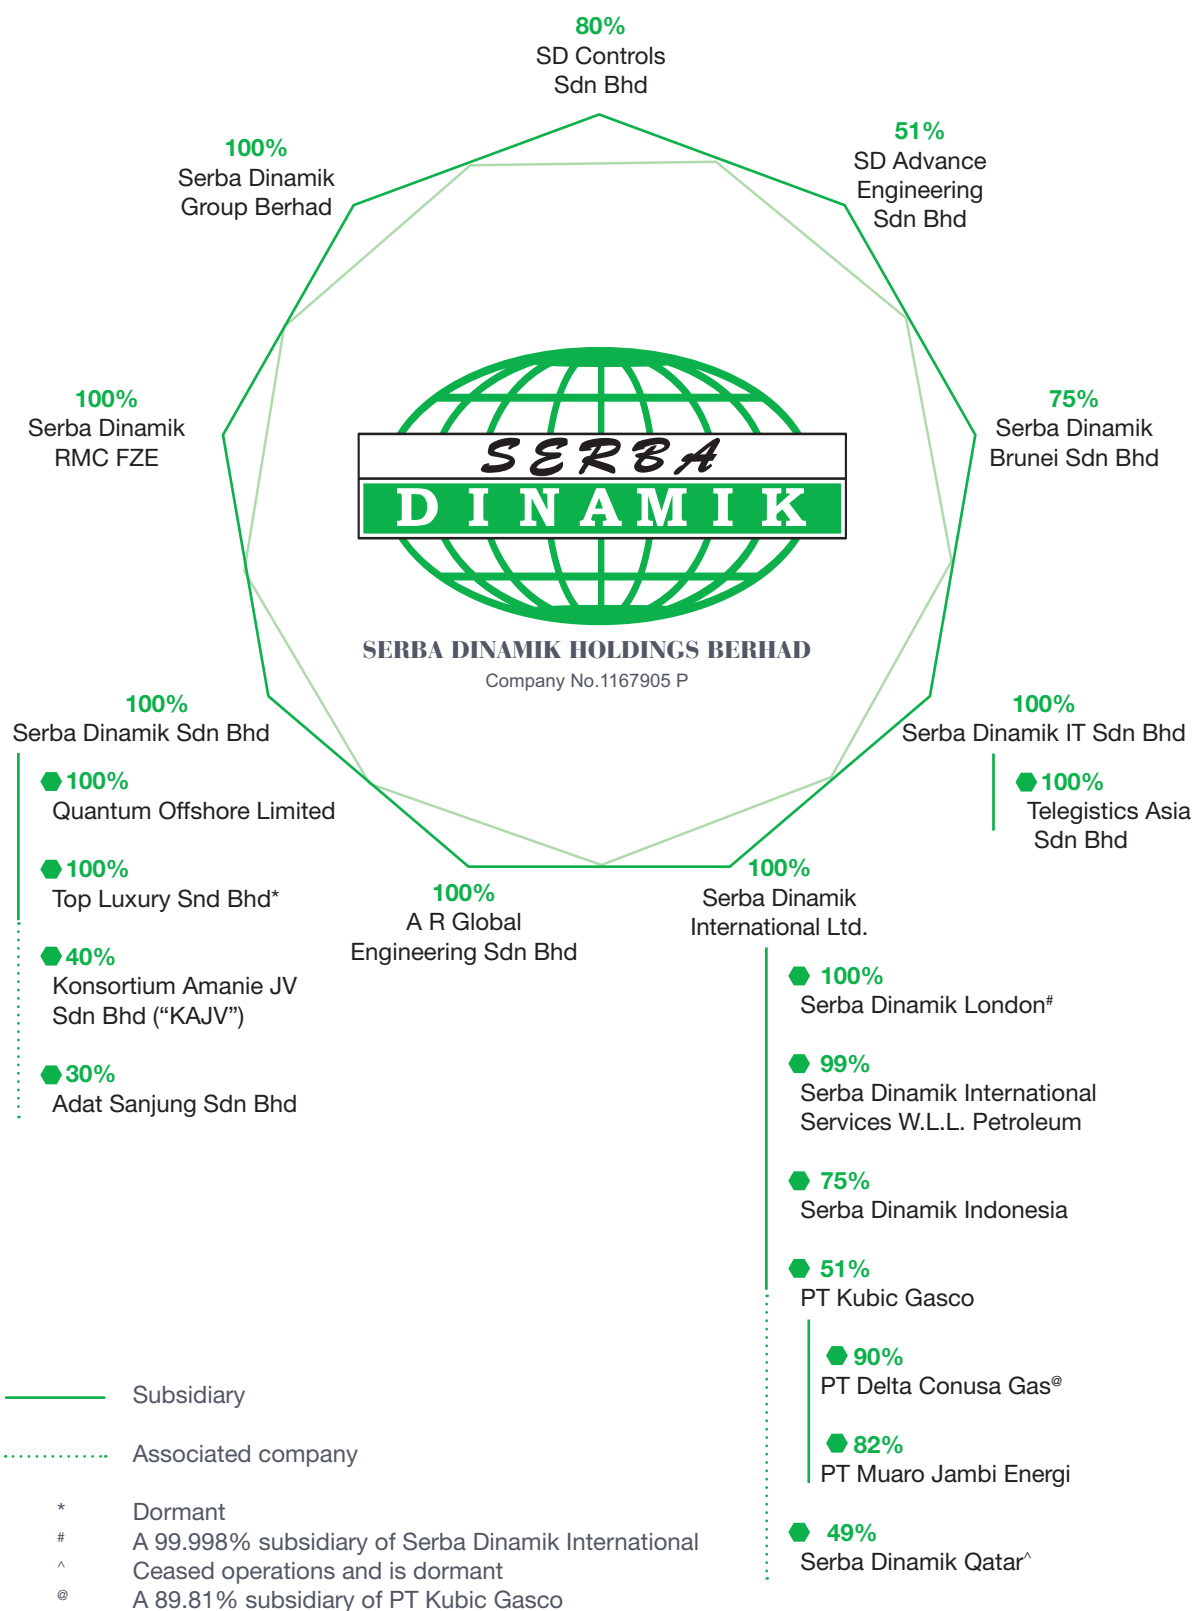 80%
SD Controls
Sdn Bhd
51%
SD Advance
Engineering
Sdn Bhd
100%
Serba Dinamik
Group Berhad
100%
Serba Dinamik
RMC FZE
75%
Serba Dinamik
Brunei Sdn Bhd
SERBA
DINAMIK
SERBA DINAMIK HOLDINGS BERHAD
Company No.1167905 P
100%
Serba Dinamik Sdn Bhd
100%
Quantum Offshore Limited
100%
Top Luxury Snd Bhd*
40%
Konsortium Amanie JV
Sdn Bhd (“KAJV”)
30%
Adat Sanjung Sdn Bhd
100%
A R Global
Engineering Sdn Bhd
100%
Serba Dinamik IT Sdn Bhd
100%
Telegistics Asia
Sdn Bhd
100%
Serba Dinamik
International Ltd.
100%
Serba Dinamik London#
99%
Serba Dinamik International
Services W.L.L. Petroleum
75%
Serba Dinamik Indonesia
51%
PT Kubic Gasco
90%
PT Delta Conusa Gas@
82%
PT Muaro Jambi Energi
49%
Serba Dinamik Qatar^
Subsidiary
Associated company
* Dormant
# A 99.998% subsidiary of Serba Dinamik International
^ Ceased operations and is dormant
@ A 89.81% subsidiary of PT Kubic Gasco